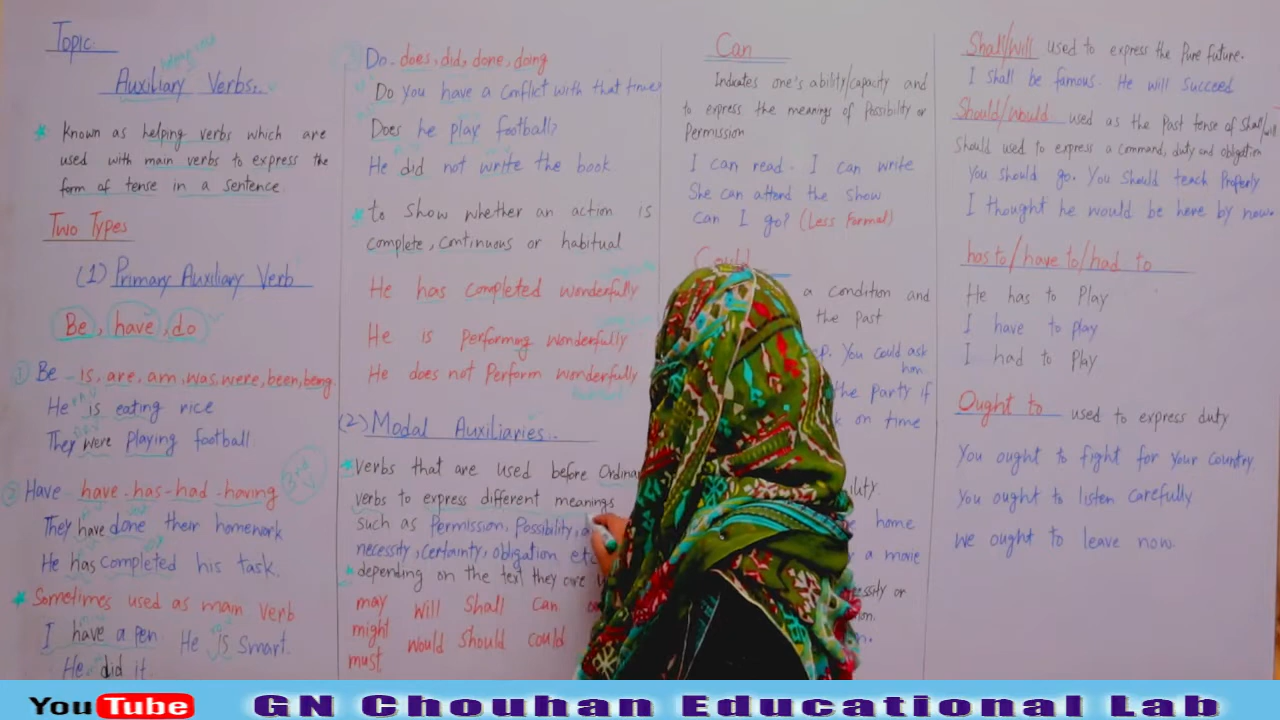 Topic
Auxiliary Verbs.
* Known as helping verbs which are
used with main verbs to express the
form of tense in a sentence
Two Types
(1) Primary Auxiliary Verb
Be, have, do
① Be - is, are, am, was, were, been, being
He is eating rice
They were playing football
② Have - have - has - had - having
3rd
They have done their homework
He has completed his task.
* Sometimes used as main verb
I have a pen. He is smart.
He did it.
Do - does, did, done, doing
Do you have a conflict with that time?
Does he play football?
He did not write the book.
* to show whether an action is
complete, continuous or habitual
He has completed wonderfully
He is performing wonderfully
He does not Perform wonderfully
(2) Modal Auxiliaries.
* Verbs that are used before
verbs to express different meanings
such as Permission, Possibility,
necessity, certainty, obligation etc
depending on the text they are
may will Shall Can
might would Should could
must
Can
Indicates one's ability/capacity and
to express the meanings of Possibility or
Permission
I can read. I can write
She can attend the show
Can I go? (Less Formal)
Could
a condition and
the past
You could ask
him.
the party if
on time
home
a movie
or
Shall/will used to express the Pure future.
I shall be famous. He will succeed
Should/would used as the Past tense of Shall/will
Should used to express a command, duty and obligation
You should go. You should teach Properly
I thought he would be here by now.
has to/have to/had to
He has to Play
I have to play
I had to Play
Ought to used to express duty
You ought to fight for your country
You ought to listen carefully
we ought to leave now.
YouTube GN Chouhan Educational Lab